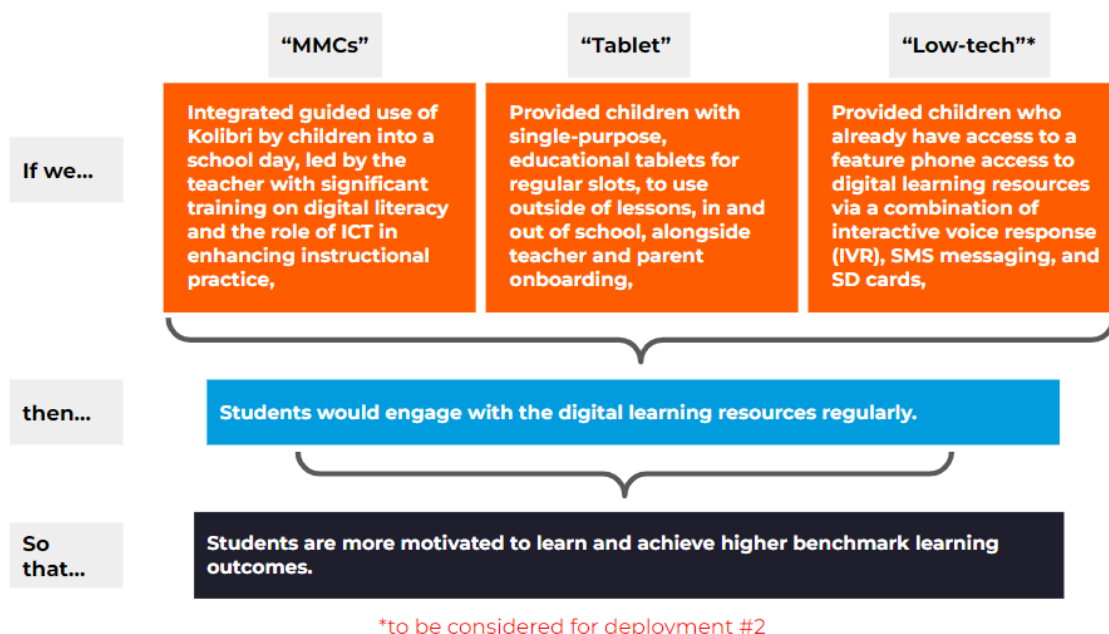 “MMCs”
“Tablet”
“Low-tech”*
If we...
Integrated guided use of
Kolibri by children into a
school day, led by the
teacher with significant
training on digital literacy
and the role of ICT in
enhancing instructional
practice,
Provided children with
single-purpose,
educational tablets for
regular slots, to use
outside of lessons, in and
out of school, alongside
teacher and parent
onboarding,
Provided children who
already have access to a
feature phone access to
digital learning resources
via a combination of
interactive voice response
(IVR), SMS messaging, and
SD cards,
then...
Students would engage with the digital learning resources regularly.
So
that...
Students are more motivated to learn and achieve higher benchmark learning
outcomes.
*to be considered for deployment #2